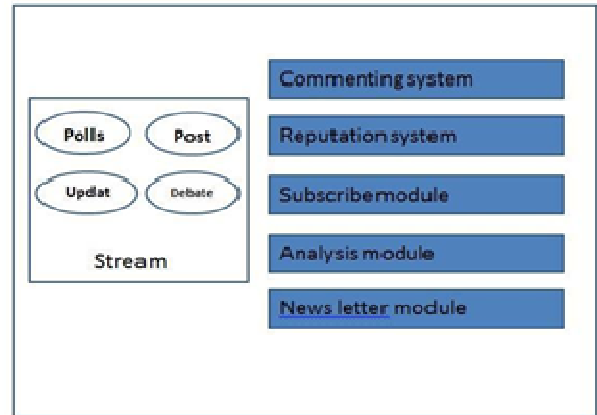 Polls
Post
Updat
Debate
Stream
Commenting system
Reputation system
Subscribe module
Analysis module
News letter module